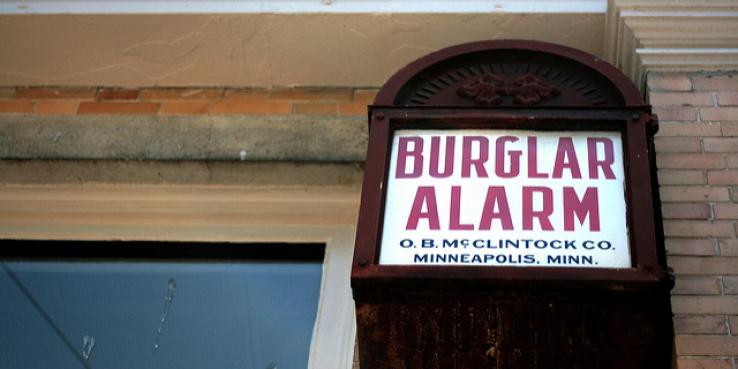 BURGLAR
ALARM
O.B. McCLINTOCK CO.
MINNEAPOLIS, MINN.